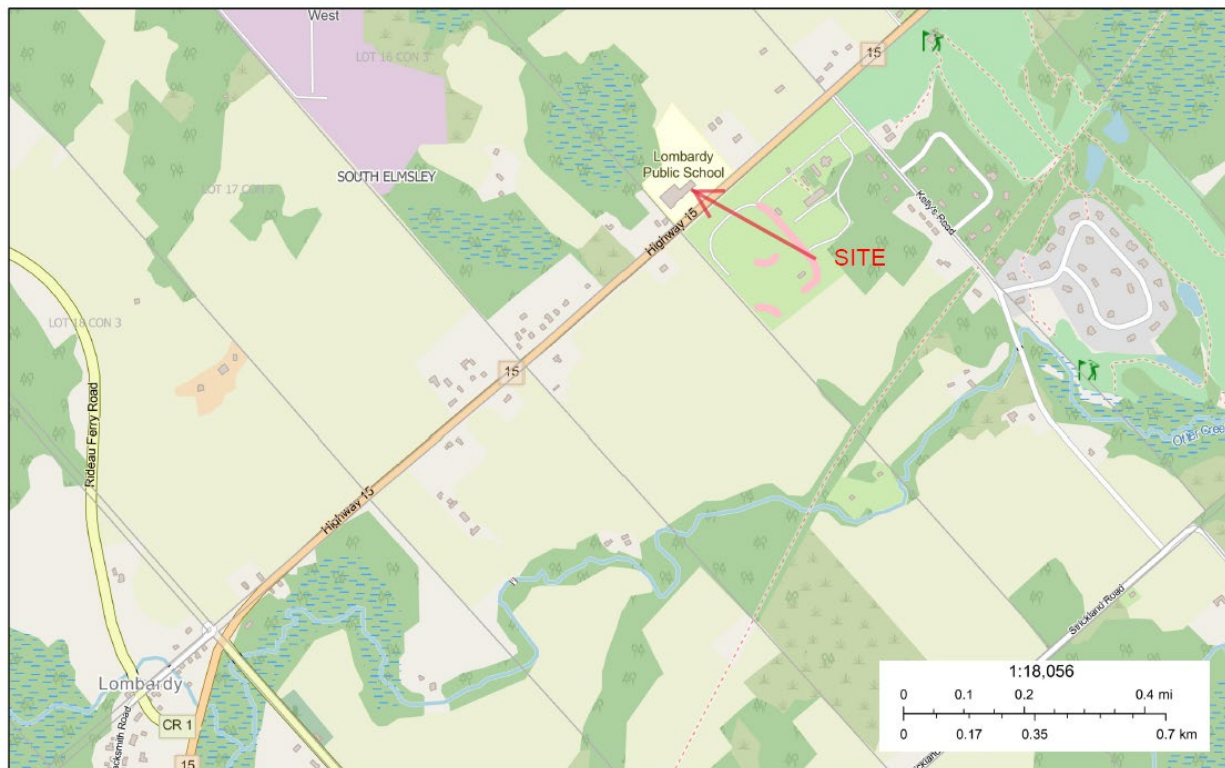 West
LOT 16 CON 3
15
Lombardy
Public School
SOUTH ELMSLEY
LOT 17 CON 3
Kelly's Road
Highway 15
SITE
LOT 18 CON 3
15
Rideau Ferry Road
Otter Cree
Highway 15
Strickland Road
1:18,056
0 0.1 0.2 0.4 mi
0 0.17 0.35 0.7 km
Lombardy
CR 1
acksmith Road
15